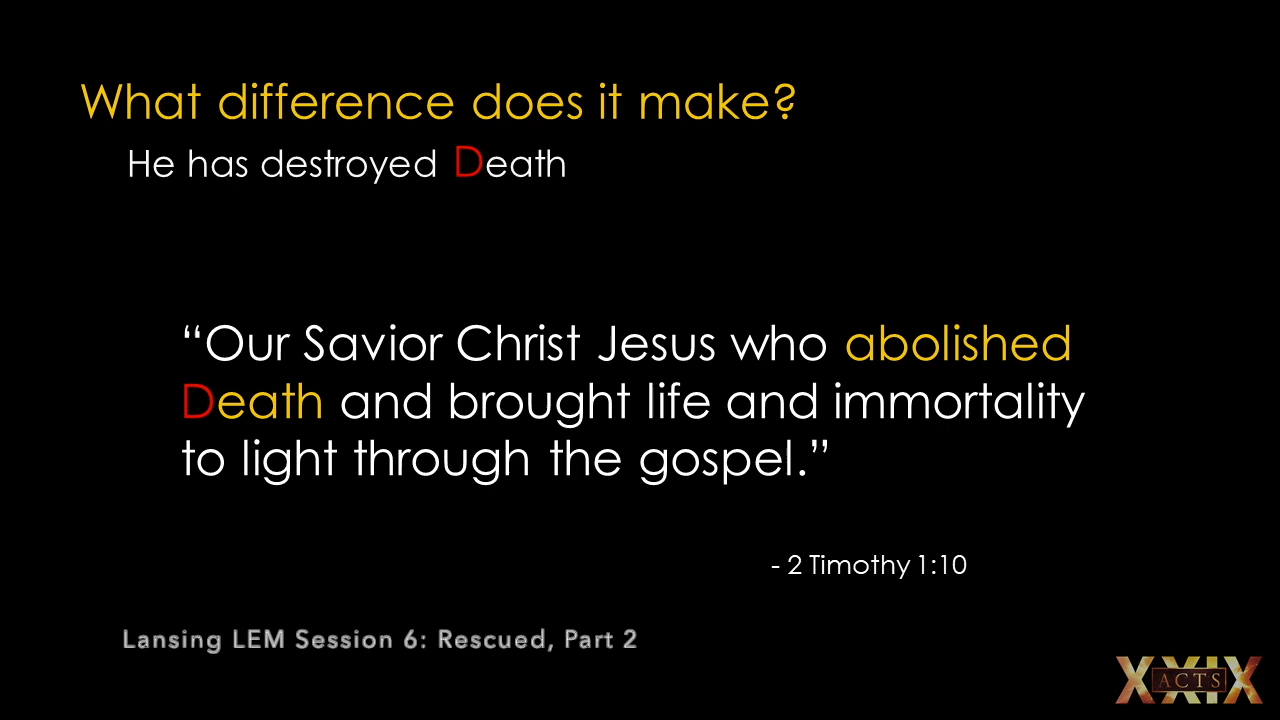 What difference does it make?
He has destroyed Death
“Our Savior Christ Jesus who abolished
Death and brought life and immortality
to light through the gospel.”
- 2 Timothy 1:10
Lansing LEM Session 6: Rescued, Part 2
XXIX
ACTS